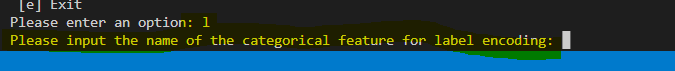 [e] Exit
Please enter an option: l
Please input the name of the categorical feature for label encoding: